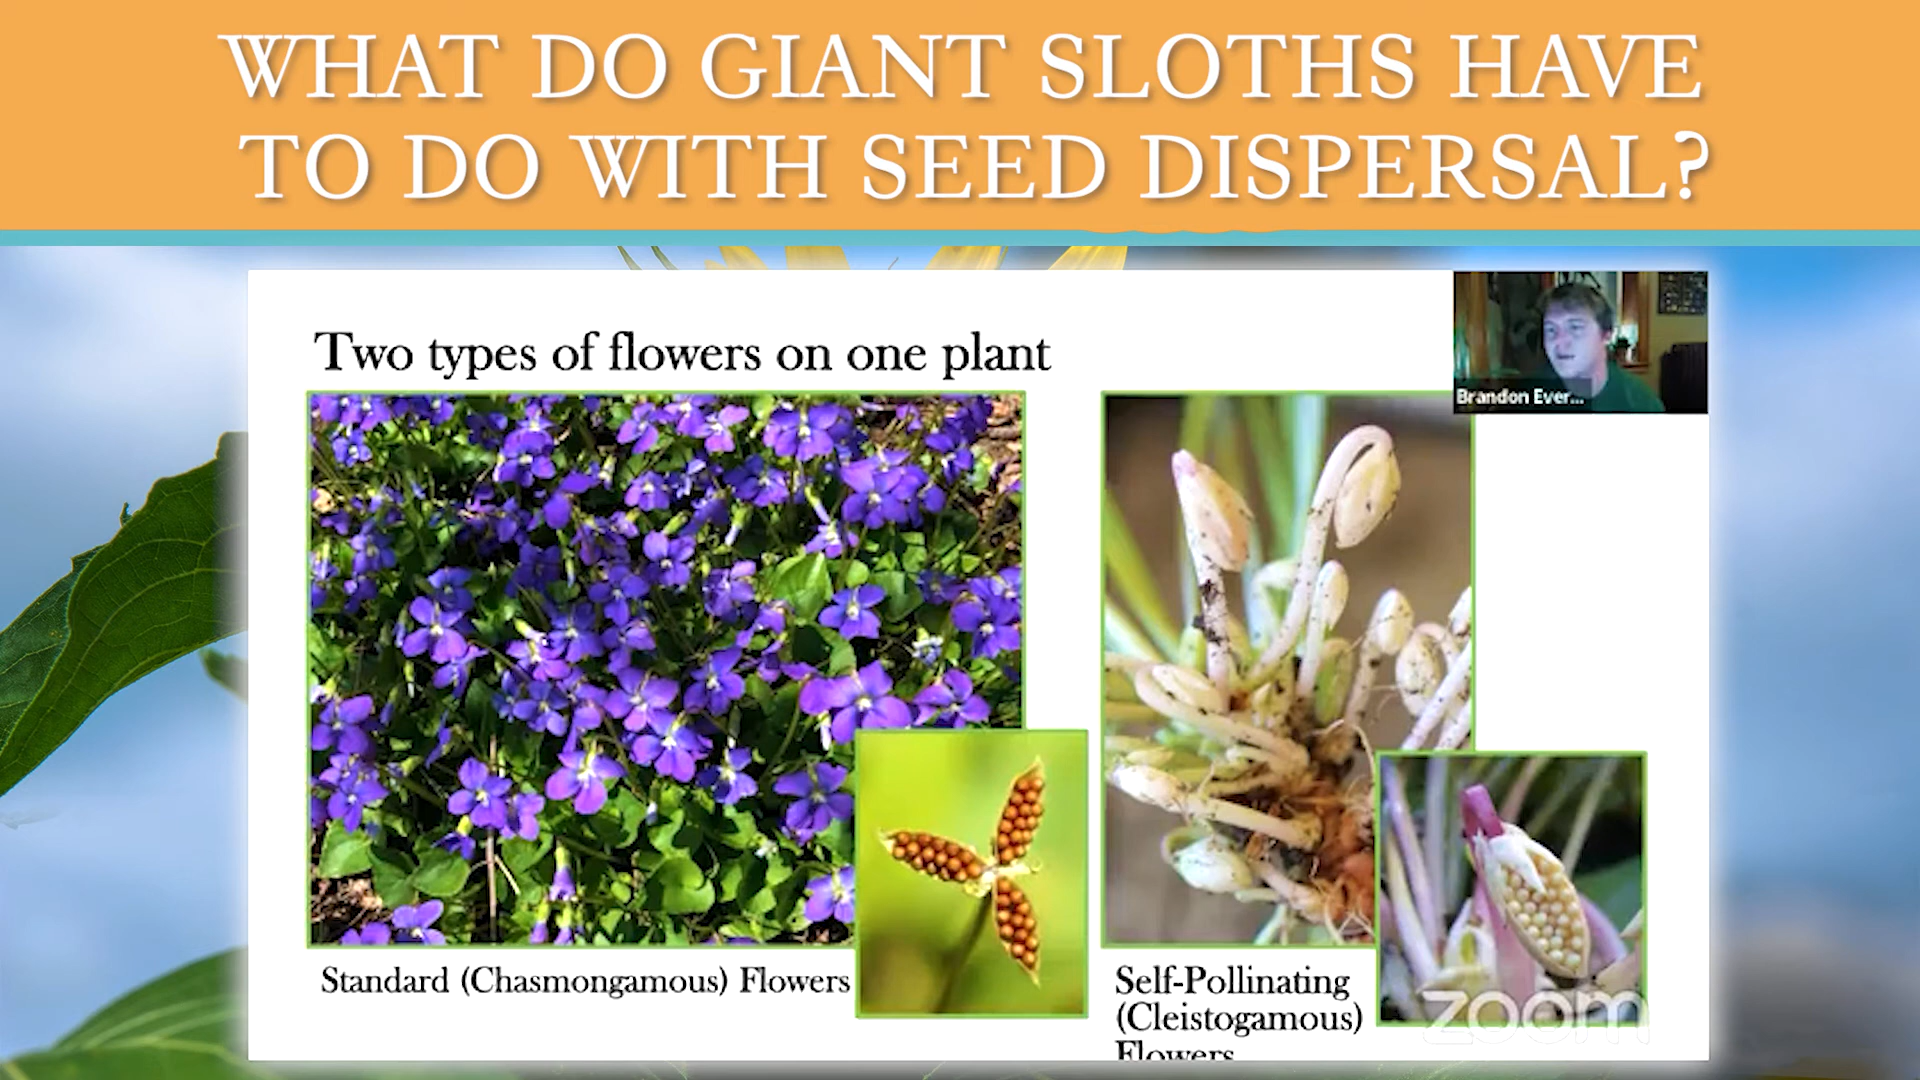 WHAT DO GIANT SLOTHS HAVE
TO DO WITH SEED DISPERSAL?
Two types of flowers on one plant
Brandon Ever...
Standard (Chasmongamous) Flowers
Self-Pollinating
(Cleistogamous)
Flowers
zoom